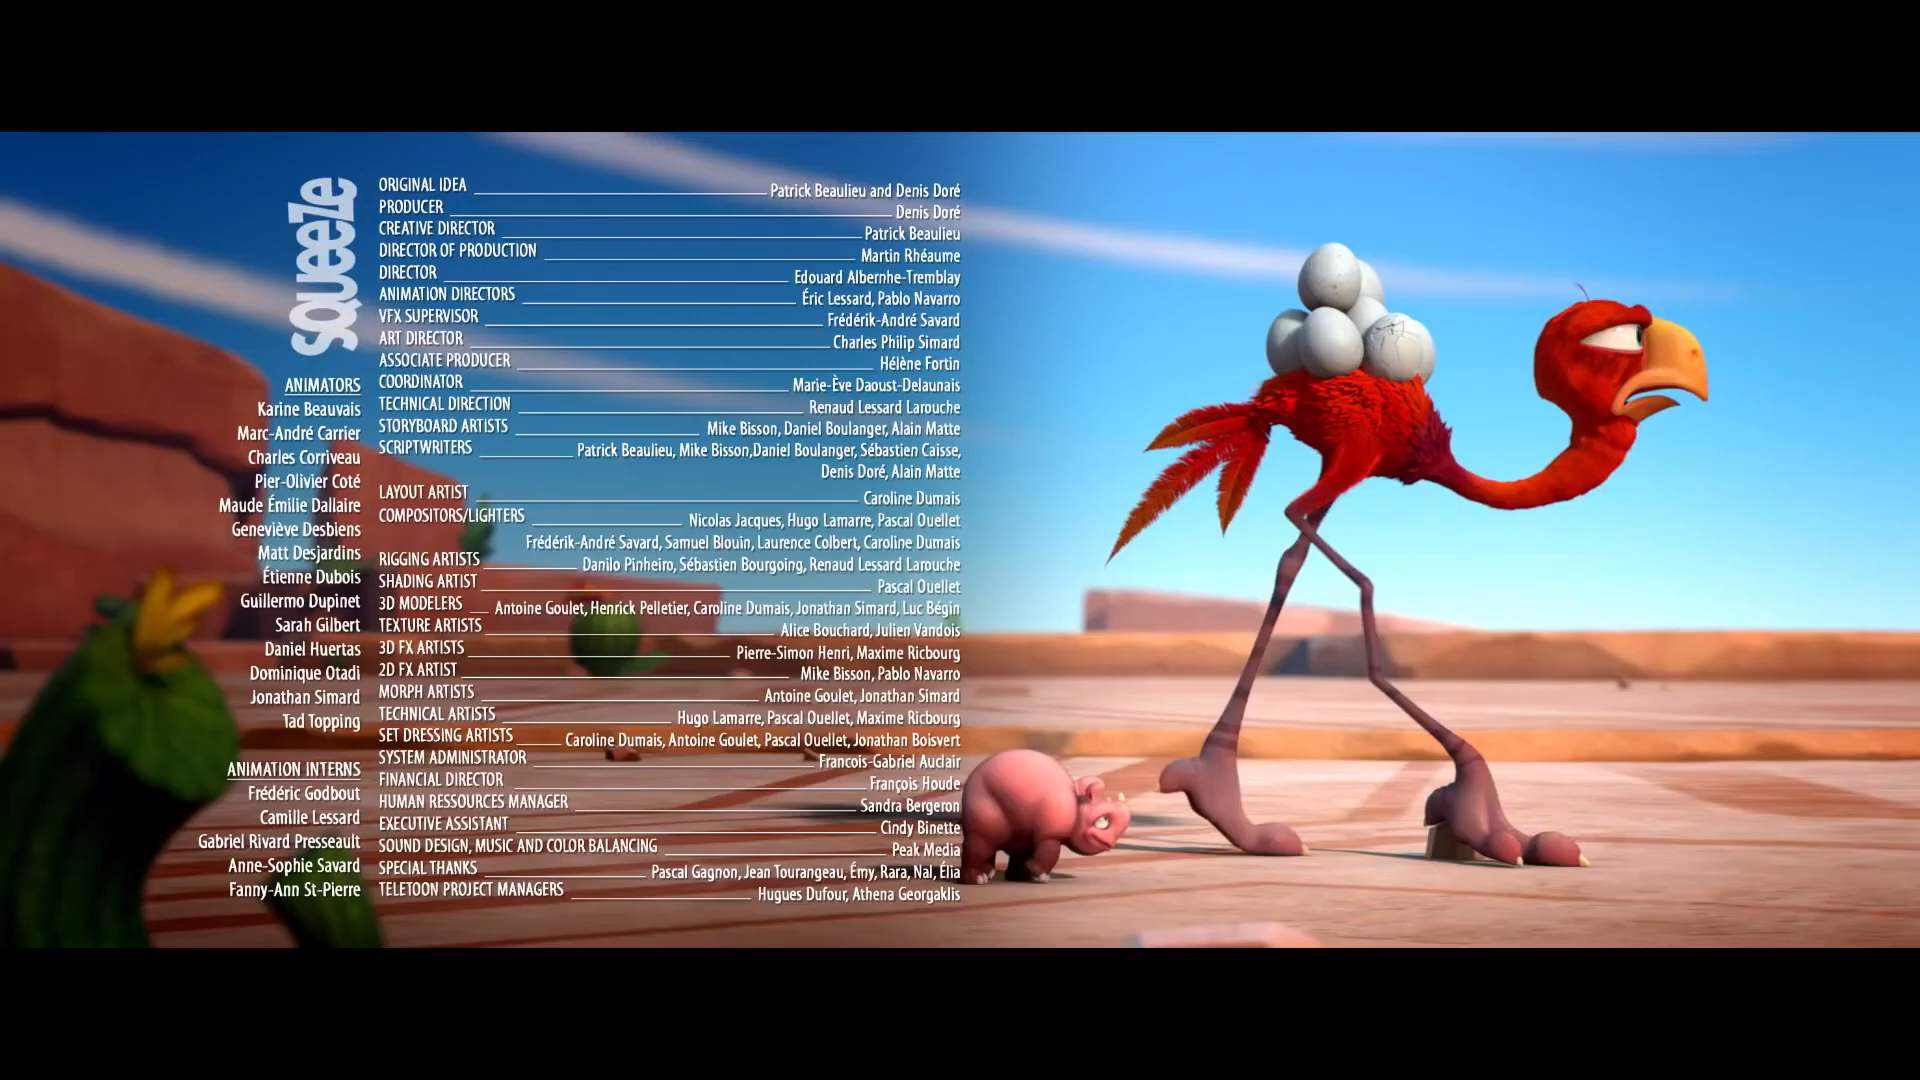 squeeze
ANIMATORS
Karine Beauvais
Marc-André Carrier
Charles Corriveau
Pier-Olivier Coté
Maude Émilie Dallaire
Geneviève Desbiens
Matt Desjardins
Étienne Dubois
Guillermo Dupinet
Sarah Gilbert
Daniel Huertas
Dominique Otadi
Jonathan Simard
Tad Topping
ANIMATION INTERNS
Frédéric Godbout
Camille Lessard
Gabriel Rivard Presseault
Anne-Sophie Savard
Fanny-Ann St-Pierre
ORIGINAL IDEA Patrick Beaulieu and Denis Doré
PRODUCER Denis Doré
CREATIVE DIRECTOR Patrick Beaulieu
DIRECTOR OF PRODUCTION Martin Rhéaume
DIRECTOR Edouard Albernhe-Tremblay
ANIMATION DIRECTORS Éric Lessard, Pablo Navarro
VFX SUPERVISOR Frédérik-André Savard
ART DIRECTOR Charles Philip Simard
ASSOCIATE PRODUCER Hélène Fortin
COORDINATOR Marie-Ève Daoust-Delaunais
TECHNICAL DIRECTION Renaud Lessard Larouche
STORYBOARD ARTISTS Mike Bisson, Daniel Boulanger, Alain Matte
SCRIPTWRITERS Patrick Beaulieu, Mike Bisson,Daniel Boulanger, Sébastien Caisse,
Denis Doré, Alain Matte
LAYOUT ARTIST Caroline Dumais
COMPOSITORS/LIGHTERS Nicolas Jacques, Hugo Lamarre, Pascal Ouellet
Frédérik-André Savard, Samuel Blouin, Laurence Colbert, Caroline Dumais
RIGGING ARTISTS Danilo Pinheiro, Sébastien Bourgoing, Renaud Lessard Larouche
SHADING ARTIST Pascal Ouellet
3D MODELERS Antoine Goulet, Henrick Pelletier, Caroline Dumais, Jonathan Simard, Luc Bégin
TEXTURE ARTISTS Alice Bouchard, Julien Vandois
3D FX ARTISTS Pierre-Simon Henri, Maxime Ricbourg
2D FX ARTIST Mike Bisson, Pablo Navarro
MORPH ARTISTS Antoine Goulet, Jonathan Simard
TECHNICAL ARTISTS Hugo Lamarre, Pascal Ouellet, Maxime Ricbourg
SET DRESSING ARTISTS Caroline Dumais, Antoine Goulet, Pascal Ouellet, Jonathan Boisvert
SYSTEM ADMINISTRATOR Francois-Gabriel Auclair
FINANCIAL DIRECTOR François Houde
HUMAN RESSOURCES MANAGER Sandra Bergeron
EXECUTIVE ASSISTANT Cindy Binette
SOUND DESIGN, MUSIC AND COLOR BALANCING Peak Media
SPECIAL THANKS Pascal Gagnon, Jean Tourangeau, Émy, Rara, Nal, Élia
TELETOON PROJECT MANAGERS Hugues Dufour, Athena Georgaklis